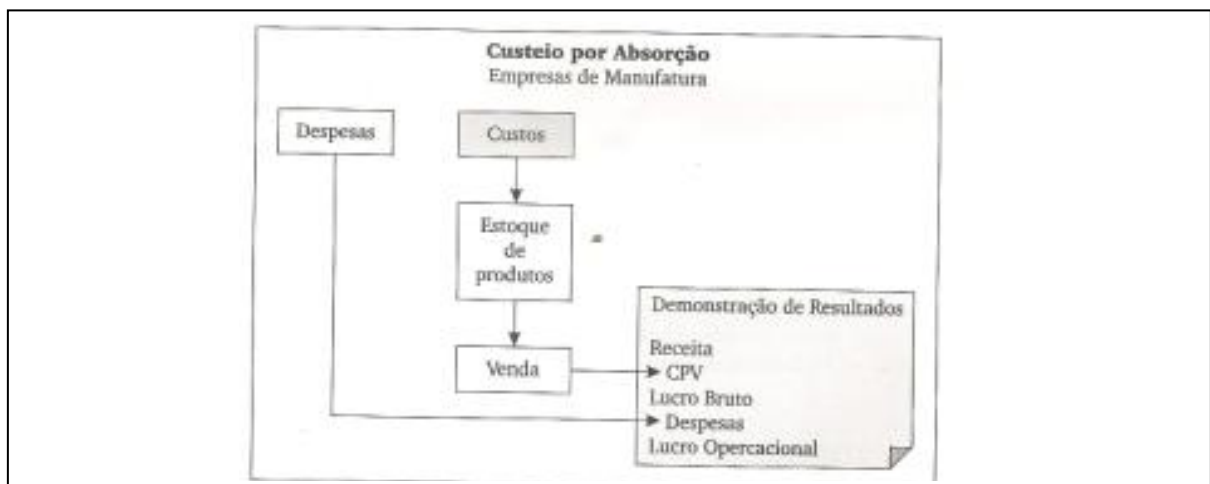 Custeio por Absorção
Empresas de Manufatura
Despesas
Custos
Estoque
de
produtos
Venda
Demonstração de Resultados
Receita
CPV
Lucro Bruto
Despesas
Lucro Opercacional